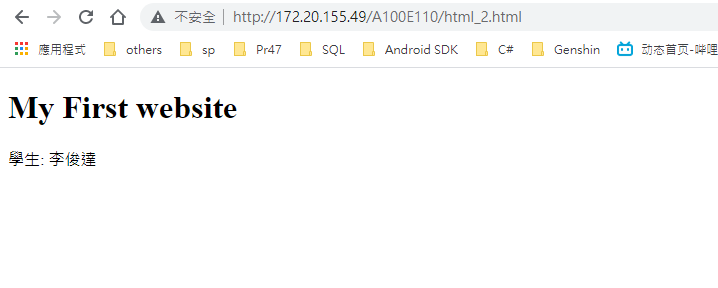 不安全 http://172.20.155.49/A100E110/html_2.html
應用程式 others sp Pr47 SQL Android SDK C# Genshin 动态首页-哔哩
My First website
學生: 李俊達